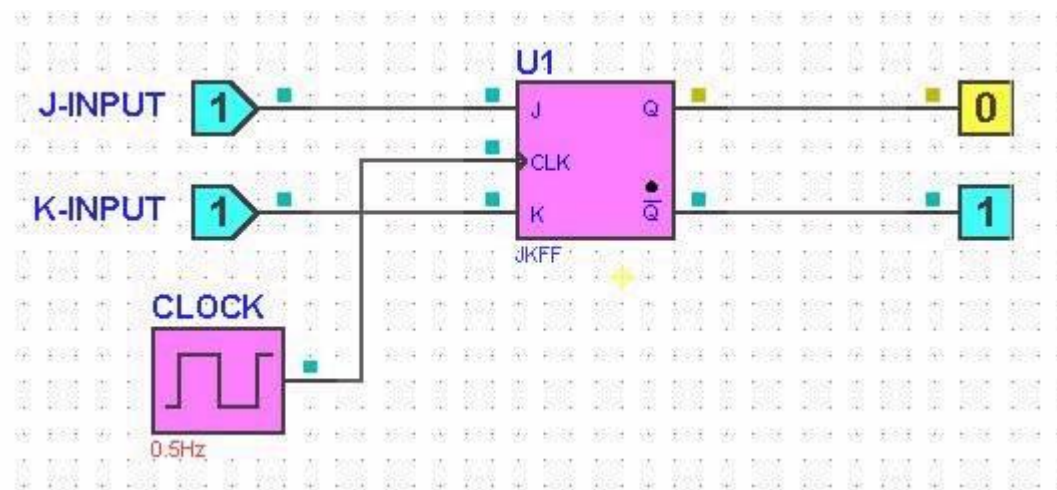 U1
J-INPUT 1 J Q 0
CLK
K-INPUT 1 K Q 1
JKFF
CLOCK
0.5Hz